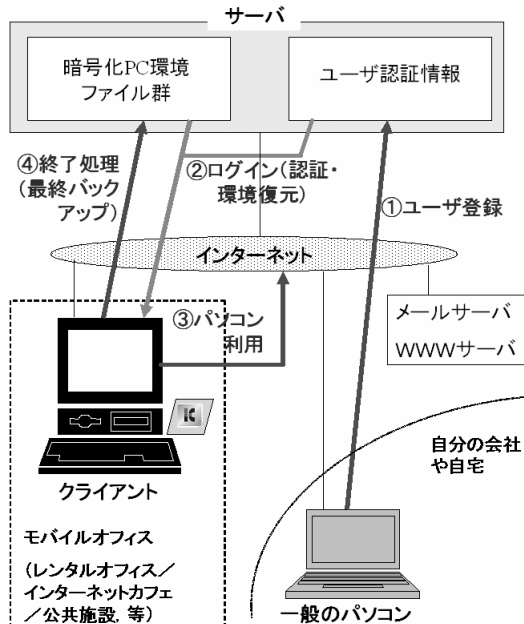 サーバ
暗号化PC環境
ファイル群
ユーザ認証情報
④終了処理
(最終バック
アップ)
②ログイン(認証・
環境復元)
①ユーザ登録
インターネット
③パソコン
利用
メールサーバ
WWWサーバ
IC
クライアント
自分の会社
や自宅
モバイルオフィス
(レンタルオフィス/
インターネットカフェ
/公共施設, 等)
一般のパソコン